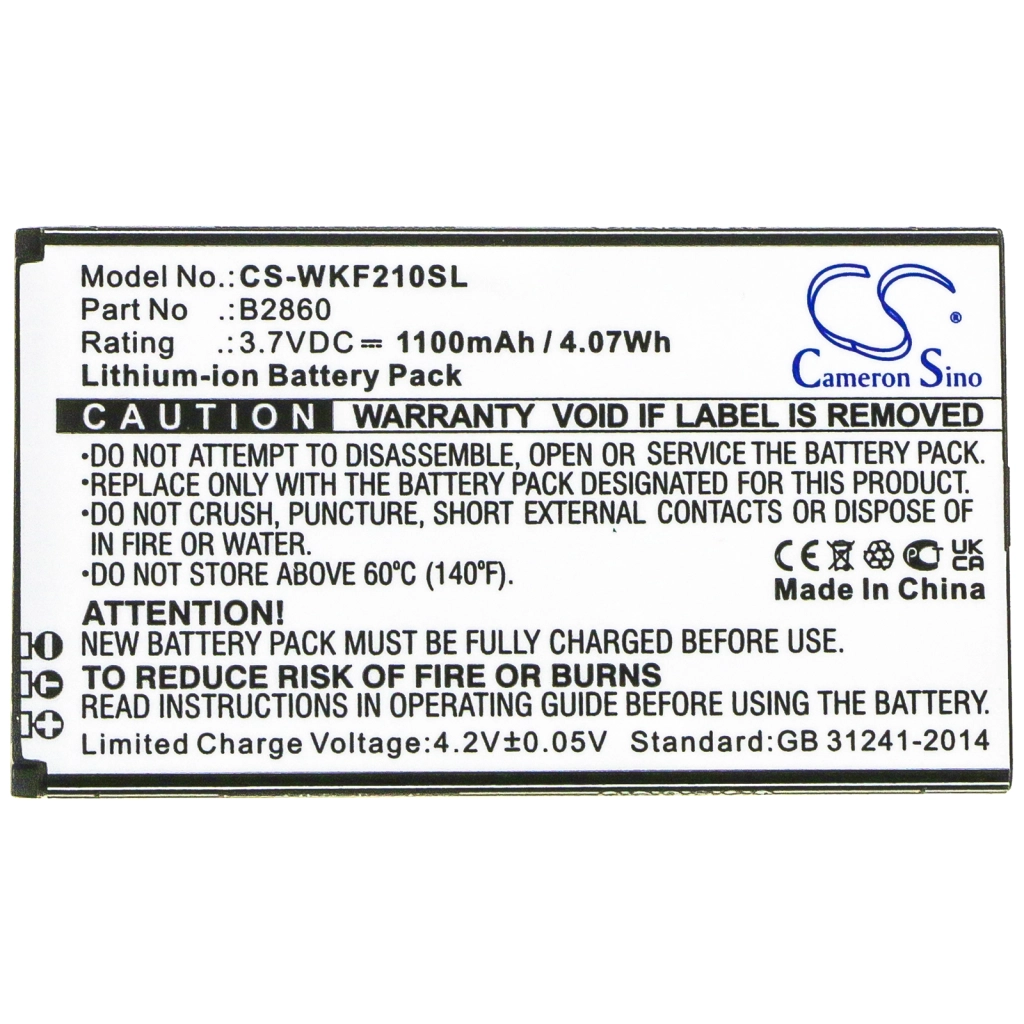 Model No.: CS-WKF210SL
Part No .: B2860
Rating .: 3.7VDC 1100mAh / 4.07Wh
Lithium-ion Battery Pack
CS ®
Cameron Sino
CAUTION WARRANTY VOID IF LABEL IS REMOVED
•DO NOT ATTEMPT TO DISASSEMBLE, OPEN OR SERVICE THE BATTERY PACK.
•REPLACE ONLY WITH THE BATTERY PACK DESIGNATED FOR THIS PRODUCT.
•DO NOT CRUSH, PUNCTURE, SHORT EXTERNAL CONTACTS OR DISPOSE OF
IN FIRE OR WATER.
•DO NOT STORE ABOVE 60°C (140°F).
CE PCT UK CA
Made In China
ATTENTION!
NEW BATTERY PACK MUST BE FULLY CHARGED BEFORE USE.
TO REDUCE RISK OF FIRE OR BURNS
READ INSTRUCTIONS IN OPERATING GUIDE BEFORE USING THE BATTERY.
Limited Charge Voltage:4.2V±0.05V Standard:GB 31241-2014